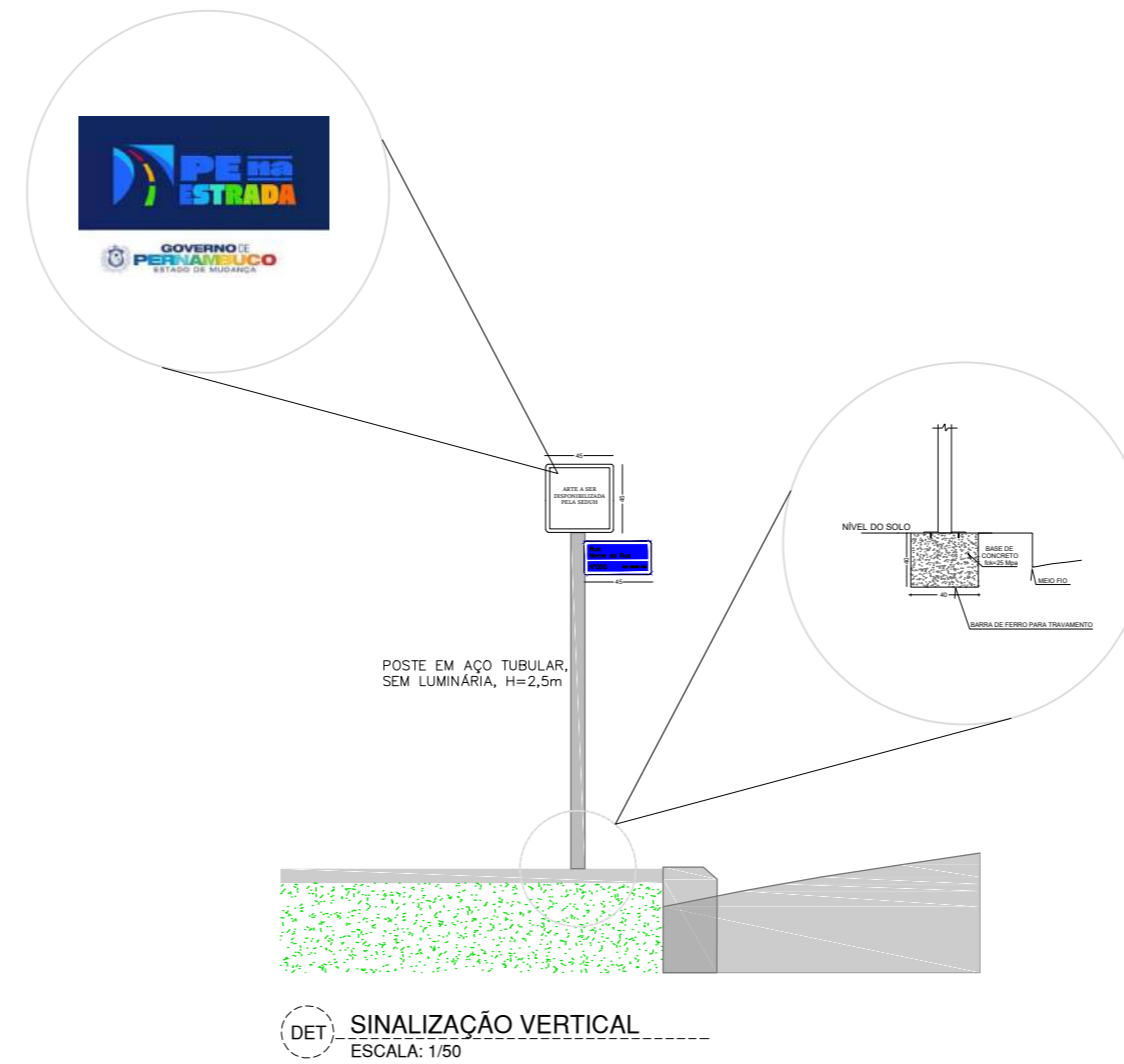 PE na
ESTRADA
GOVERNO DE
PERNAMBUCO
ESTADO DE MUDANÇA
45
ARTE A SER
DISPONIBILIZADA
PELA SEDUH
45
45
POSTE EM AÇO TUBULAR,
SEM LUMINÁRIA, H=2,5m
NÍVEL DO SOLO
BASE DE
CONCRETO
fck=25 Mpa
40
40
MEIO FIO
BARRA DE FERRO PARA TRAVAMENTO
DET
SINALIZAÇÃO VERTICAL
ESCALA: 1/50